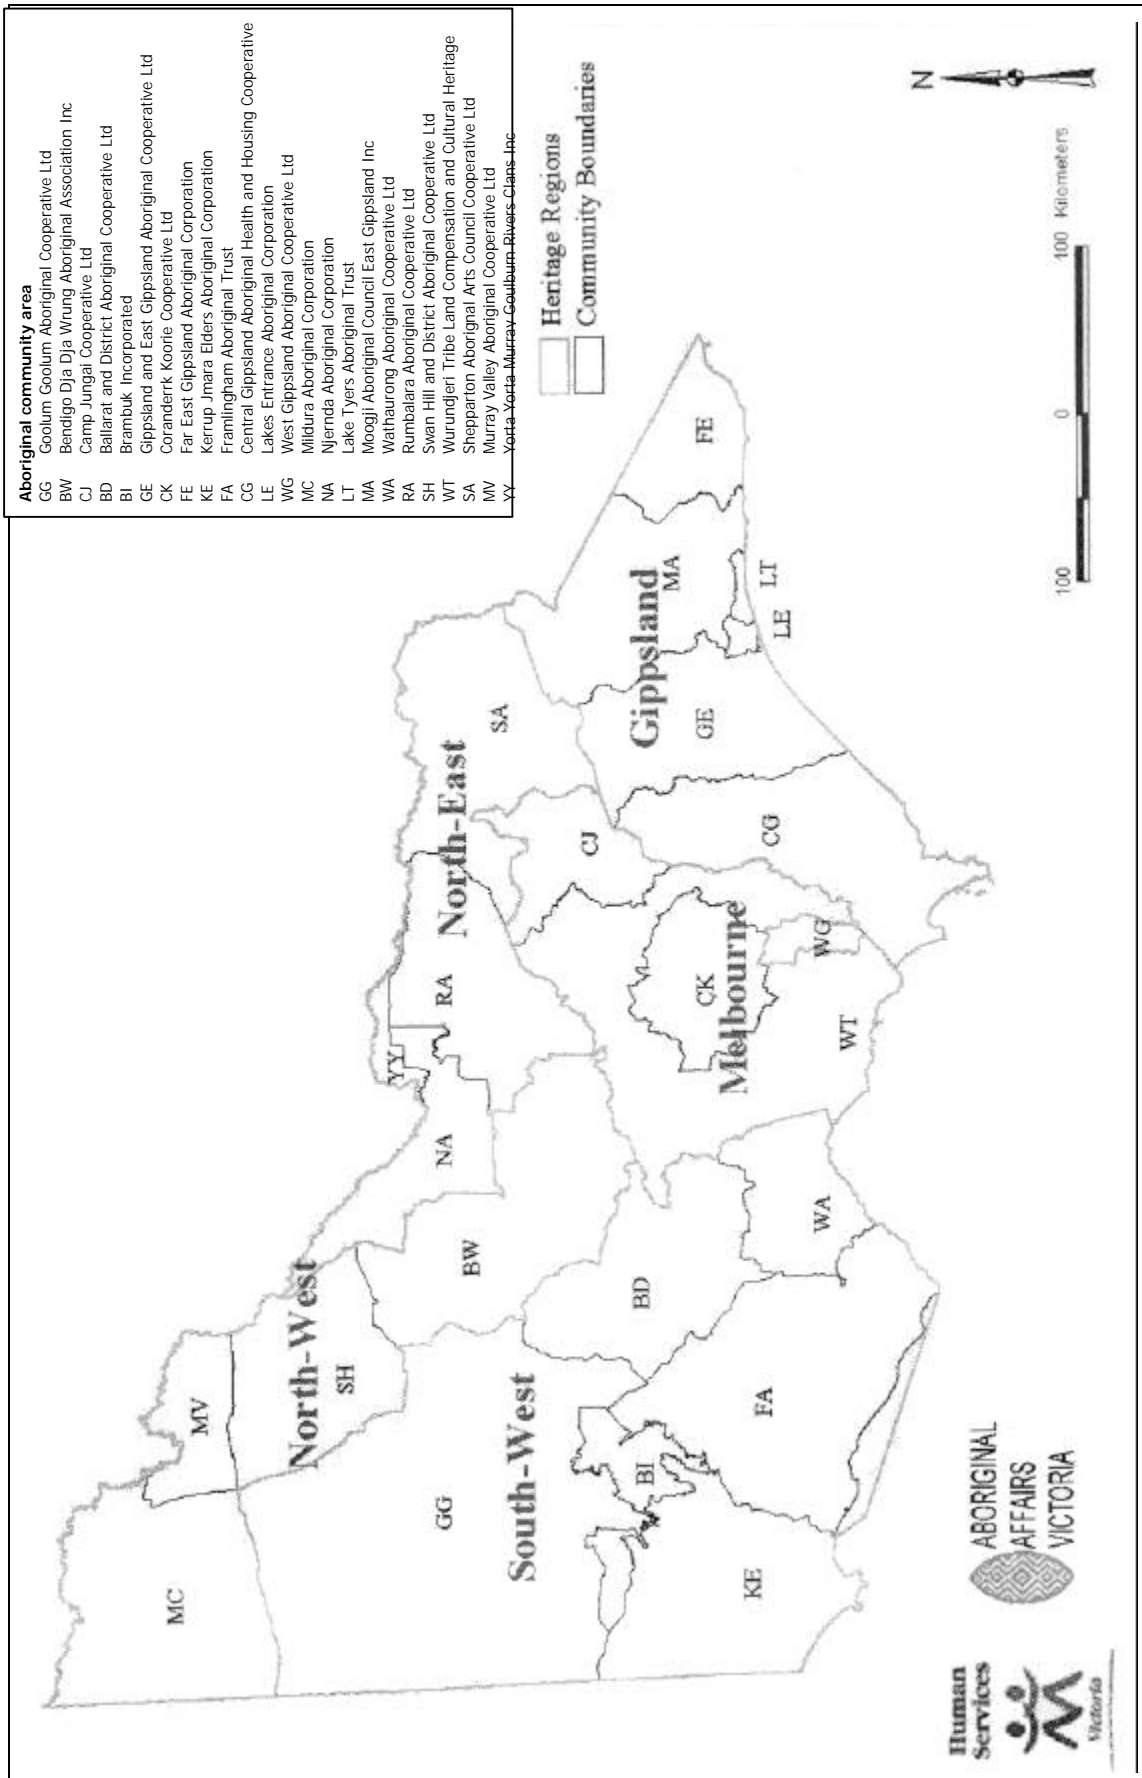 Aboriginal community area
GG Goolum Goolum Aboriginal Cooperative Ltd
BW Bendigo Dja Dja Wrung Aboriginal Association Inc
CJ Camp Jungai Cooperative Ltd
BD Ballarat and District Aboriginal Cooperative Ltd
BI Brambuk Incorporated
GE Gippsland and East Gippsland Aboriginal Cooperative Ltd
CK Coranderrk Koorie Cooperative Ltd
FE Far East Gippsland Aboriginal Corporation
KE Kerrup Jmara Elders Aboriginal Corporation
FA Framlingham Aboriginal Trust
CG Central Gippsland Aboriginal Health and Housing Cooperative
LE Lakes Entrance Aboriginal Corporation
WG West Gippsland Aboriginal Cooperative Ltd
MC Mildura Aboriginal Corporation
NA Njernda Aboriginal Corporation
LT Lake Tyers Aboriginal Trust
MA Moogji Aboriginal Council East Gippsland Inc
WA Wathaurong Aboriginal Cooperative Ltd
RA Rumbalara Aboriginal Cooperative Ltd
SH Swan Hill and District Aboriginal Cooperative Ltd
WT Wurundjeri Tribe Land Compensation and Cultural Heritage
SA Shepparton Aboriginal Arts Council Cooperative Ltd
MV Murray Valley Aboriginal Cooperative Ltd
YY Yorta Yorta Murray Goulburn Rivers Clans Inc
Heritage Regions
Community Boundaries
N
100 0 100 Kilometers
MC
MV
North-West
SH
GG
South-West
BW
NA
YY
RA
North-East
SA
CJ
BD
BI
KE
FA
WA
CK
Melbourne
WT
WG
CG
Gippsland
GE
MA
FE
LE
LT
Human
Services
Victoria
ABORIGINAL
AFFAIRS
VICTORIA